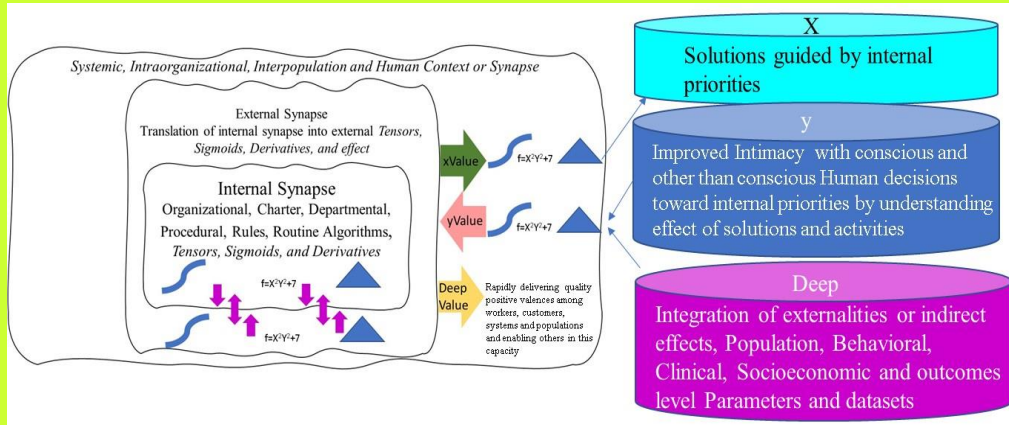 Systemic, Intraorganizational, Interpopulation and Human Context or Synapse
External Synapse
Translation of internal synapse into external Tensors,
Sigmoids, Derivatives, and effect
Internal Synapse
Organizational, Charter, Departmental,
Procedural, Rules, Routine Algorithms,
Tensors, Sigmoids, and Derivatives
f=X²Y²+7
f=X²Y²+7
xValue
f=X²Y²+7
yValue
f=X²Y²+7
Deep
Value
Rapidly delivering quality
positive valences among
workers, customers,
systems and populations
and enabling others in this
capacity
X
Solutions guided by internal
priorities
y
Improved Intimacy with conscious and
other than conscious Human decisions
toward internal priorities by understanding
effect of solutions and activities
Deep
Integration of externalities or indirect
effects, Population, Behavioral,
Clinical, Socioeconomic and outcomes
level Parameters and datasets